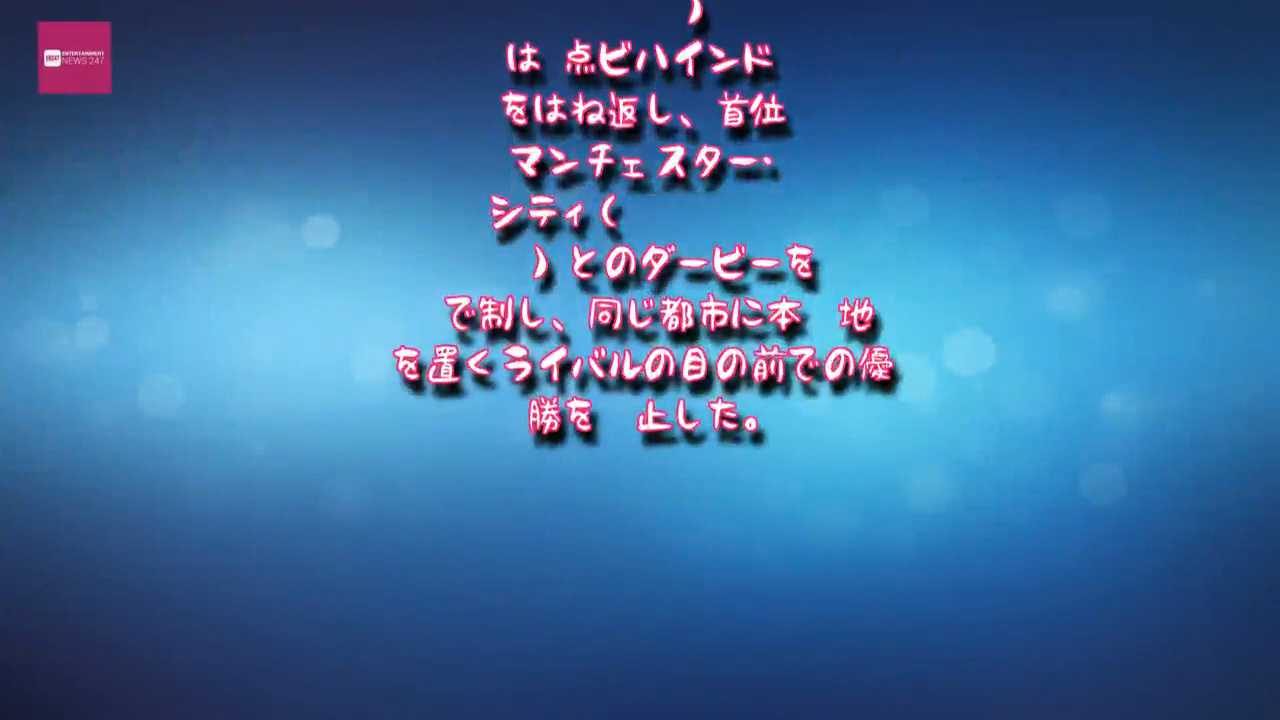 ENTERTAINMENT
NEWS 247
)
は 点ビハインド
をはね返し、首位
マンチェスター・
シティ(
)とのダービーを
で制し、同じ都市に本 地
を置くライバルの目の前での優
勝を 止した。